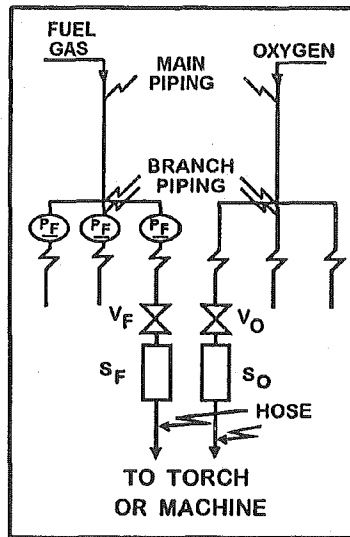 FUEL
GAS
OXYGEN
MAIN
PIPING
BRANCH
PIPING
PF PF PF
VF VO
SF SO
HOSE
TO TORCH
OR MACHINE